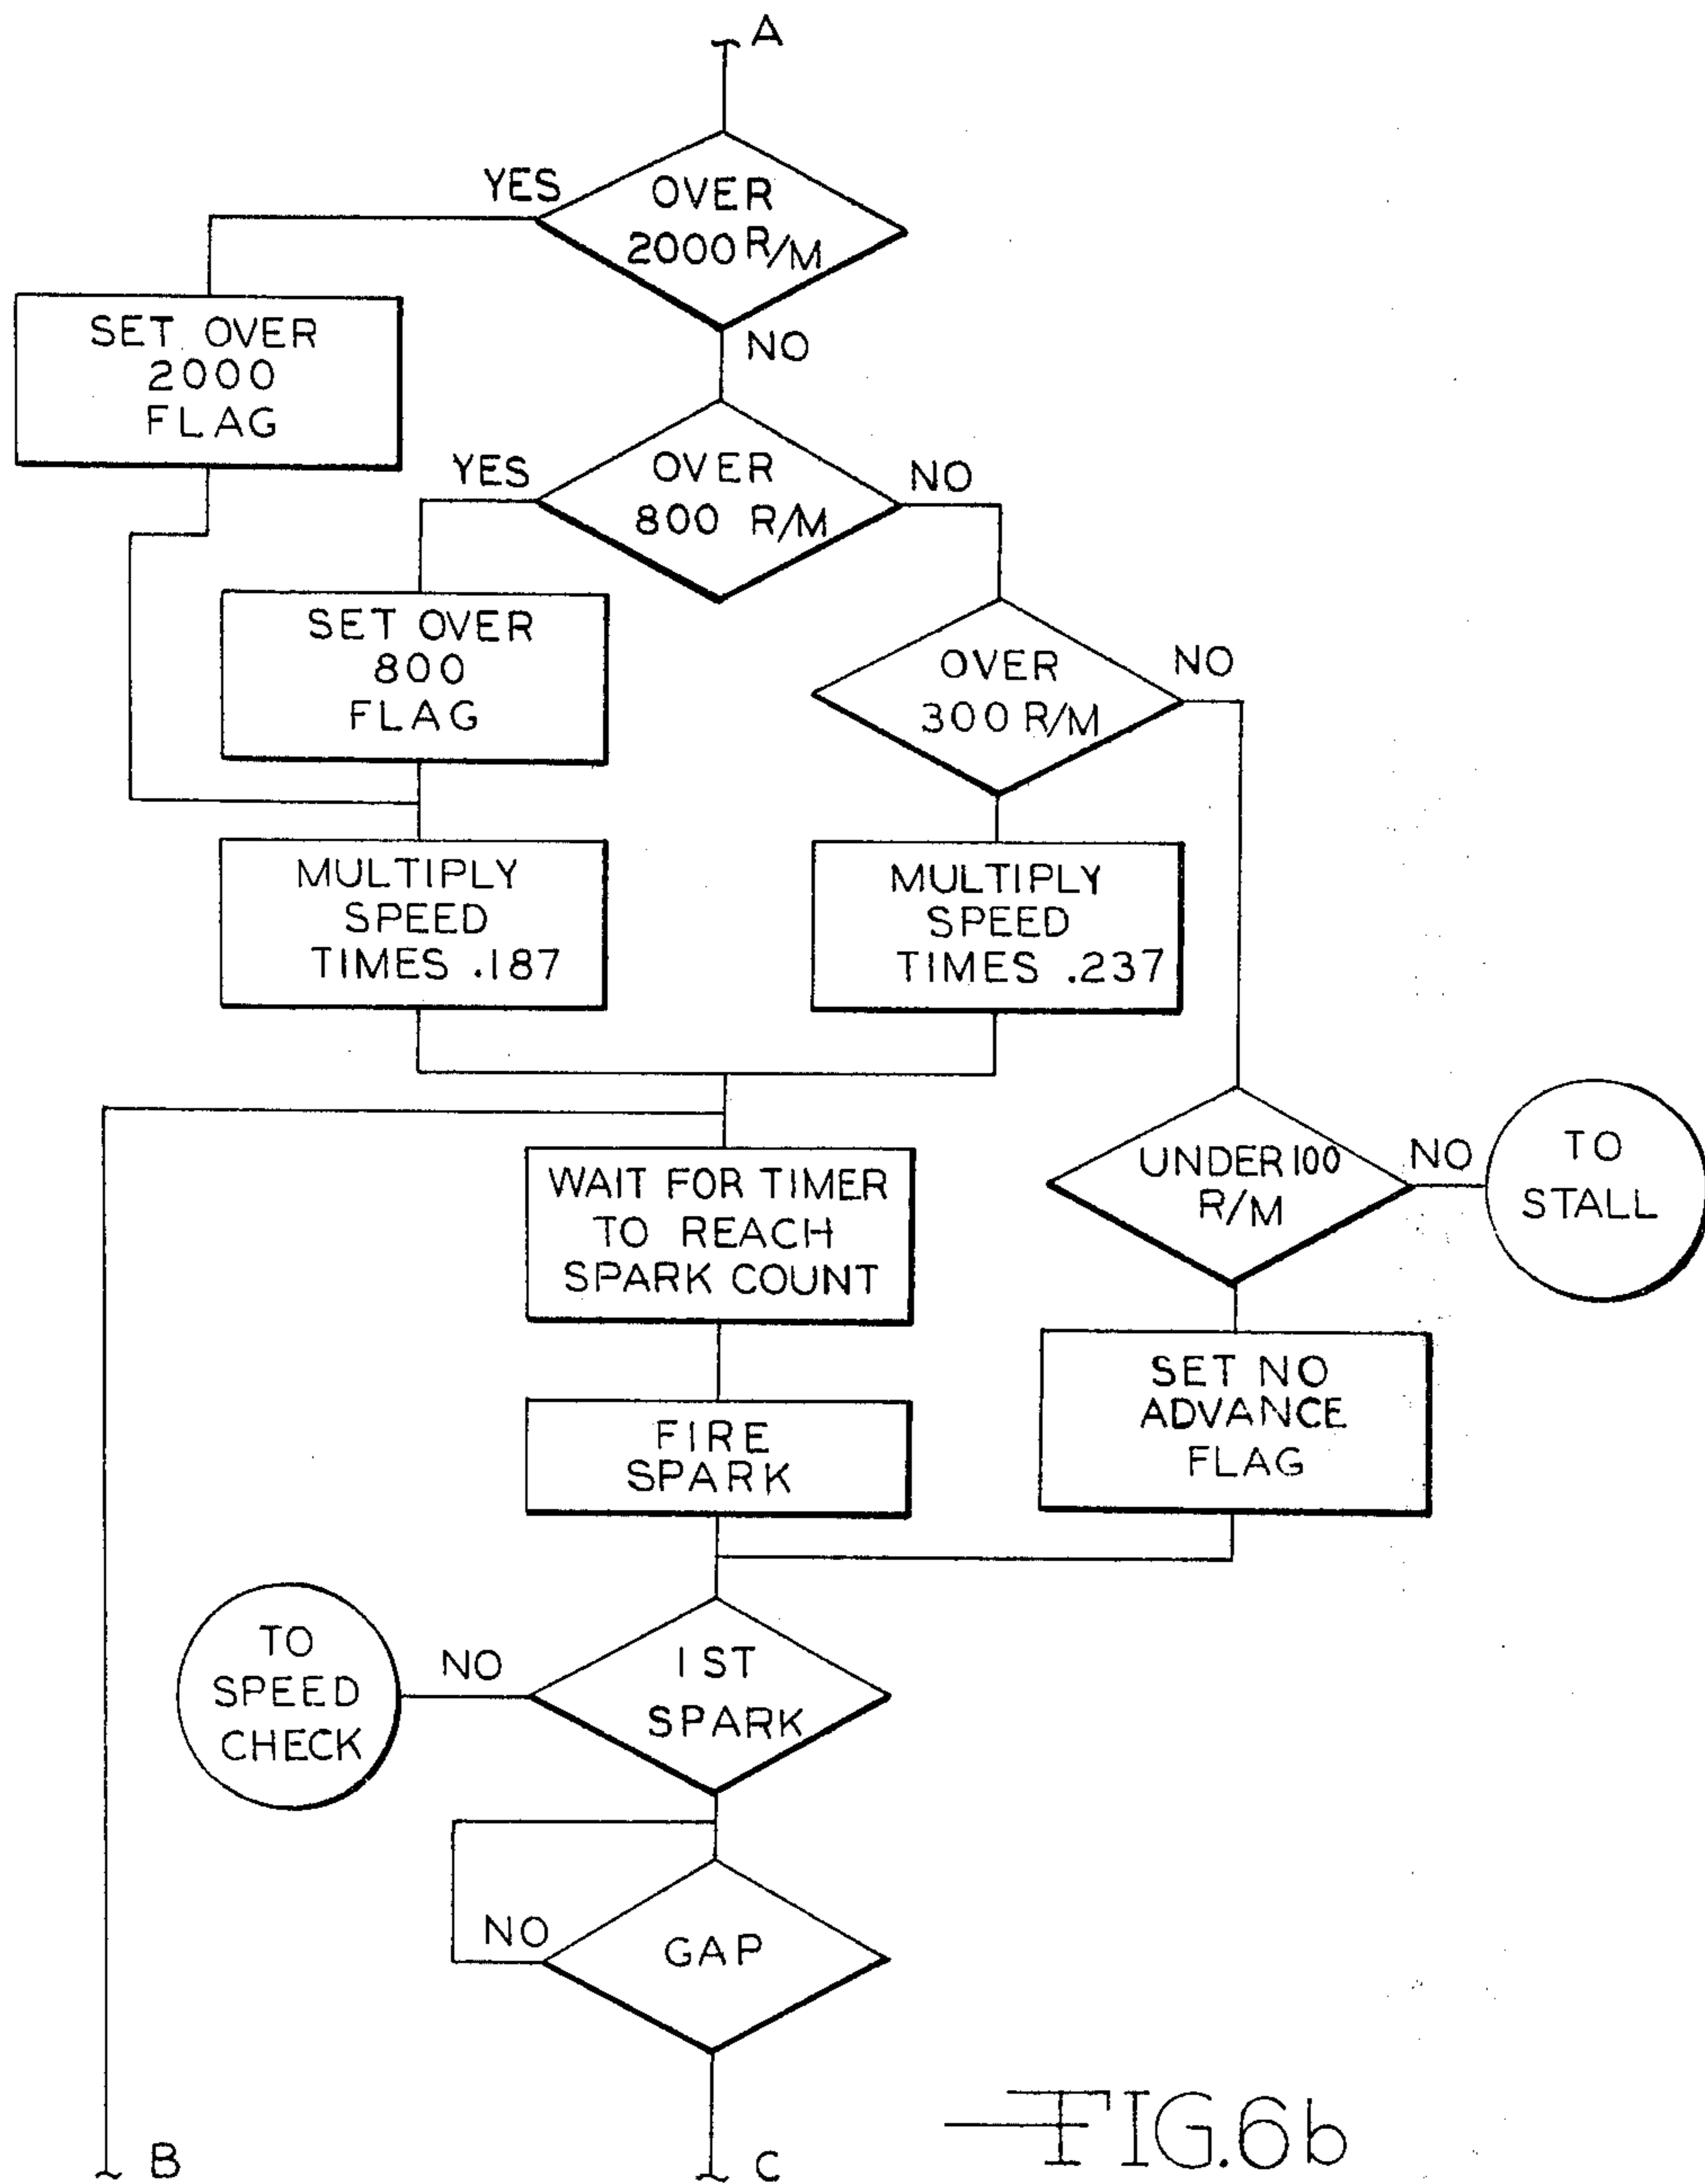 A
YES
OVER
2000 R/M
SET OVER
2000
FLAG
NO
YES
OVER
800 R/M
NO
SET OVER
800
FLAG
OVER
300 R/M
NO
MULTIPLY
SPEED
TIMES .187
MULTIPLY
SPEED
TIMES .237
WAIT FOR TIMER
TO REACH
SPARK COUNT
UNDER 100
R/M
NO
TO
STALL
FIRE
SPARK
SET NO
ADVANCE
FLAG
TO
SPEED
CHECK
NO
1ST
SPARK
NO
GAP
B
C
FIG.6b